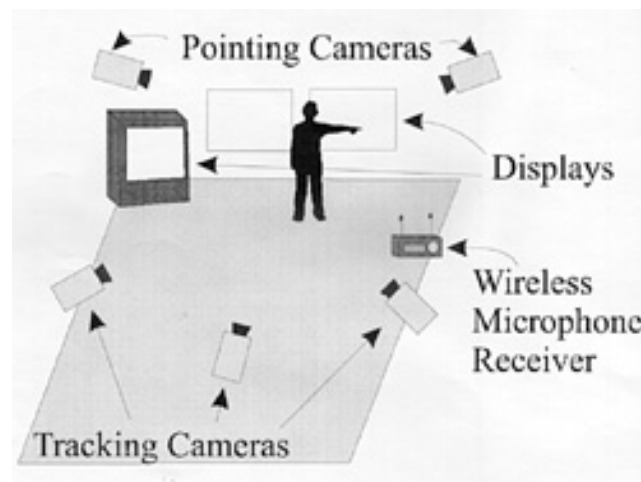 Pointing Cameras
Displays
Wireless
Microphone
Receiver
Tracking Cameras